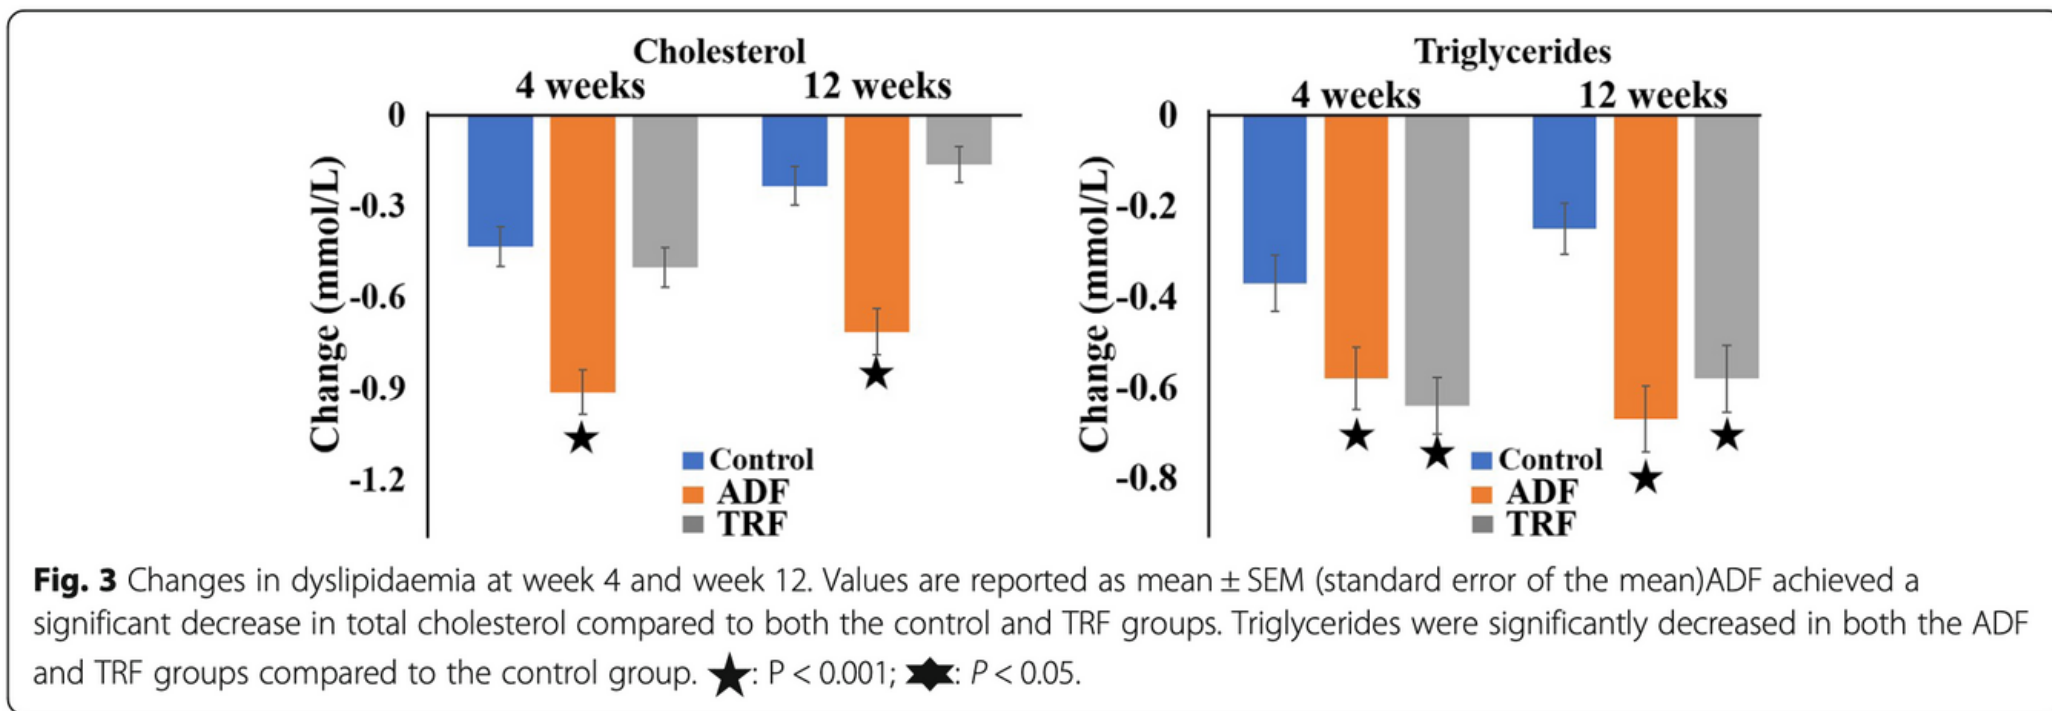 Cholesterol
4 weeks 12 weeks
0
-0.3
-0.6
-0.9
-1.2
Change (mmol/L)
Control
ADF
TRF
Triglycerides
4 weeks 12 weeks
0
-0.2
-0.4
-0.6
-0.8
Change (mmol/L)
Control
ADF
TRF
Fig. 3 Changes in dyslipidaemia at week 4 and week 12. Values are reported as mean ± SEM (standard error of the mean)ADF achieved a
significant decrease in total cholesterol compared to both the control and TRF groups. Triglycerides were significantly decreased in both the ADF
and TRF groups compared to the control group. ★: P < 0.001; ✶: P < 0.05.